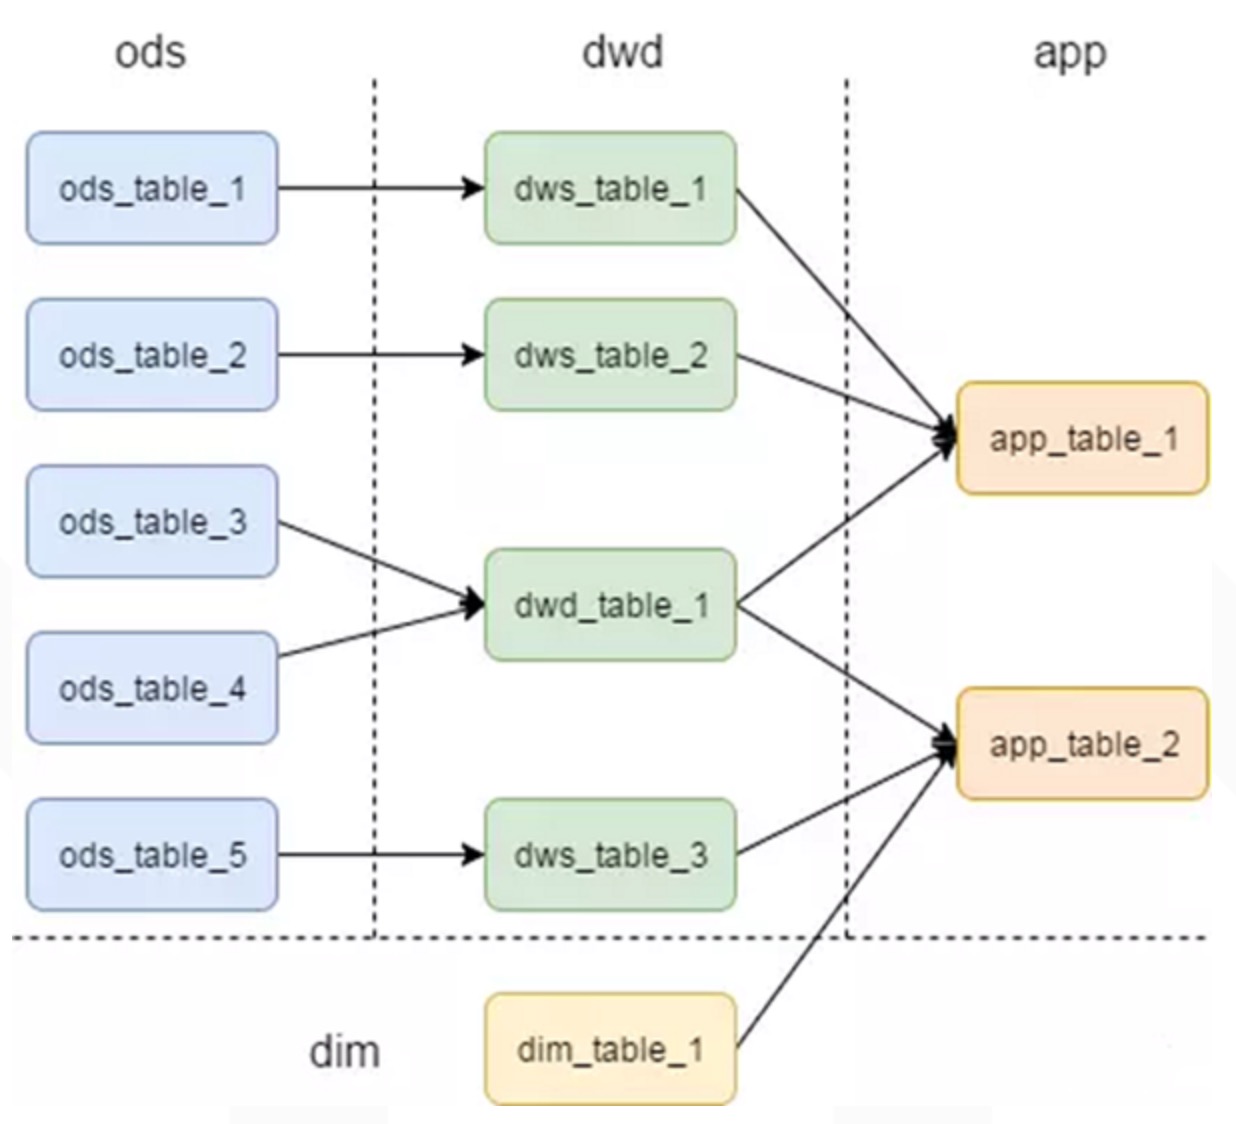 ods
dwd
app
ods_table_1
dws_table_1
ods_table_2
dws_table_2
app_table_1
ods_table_3
dwd_table_1
ods_table_4
app_table_2
ods_table_5
dws_table_3
dim
dim_table_1